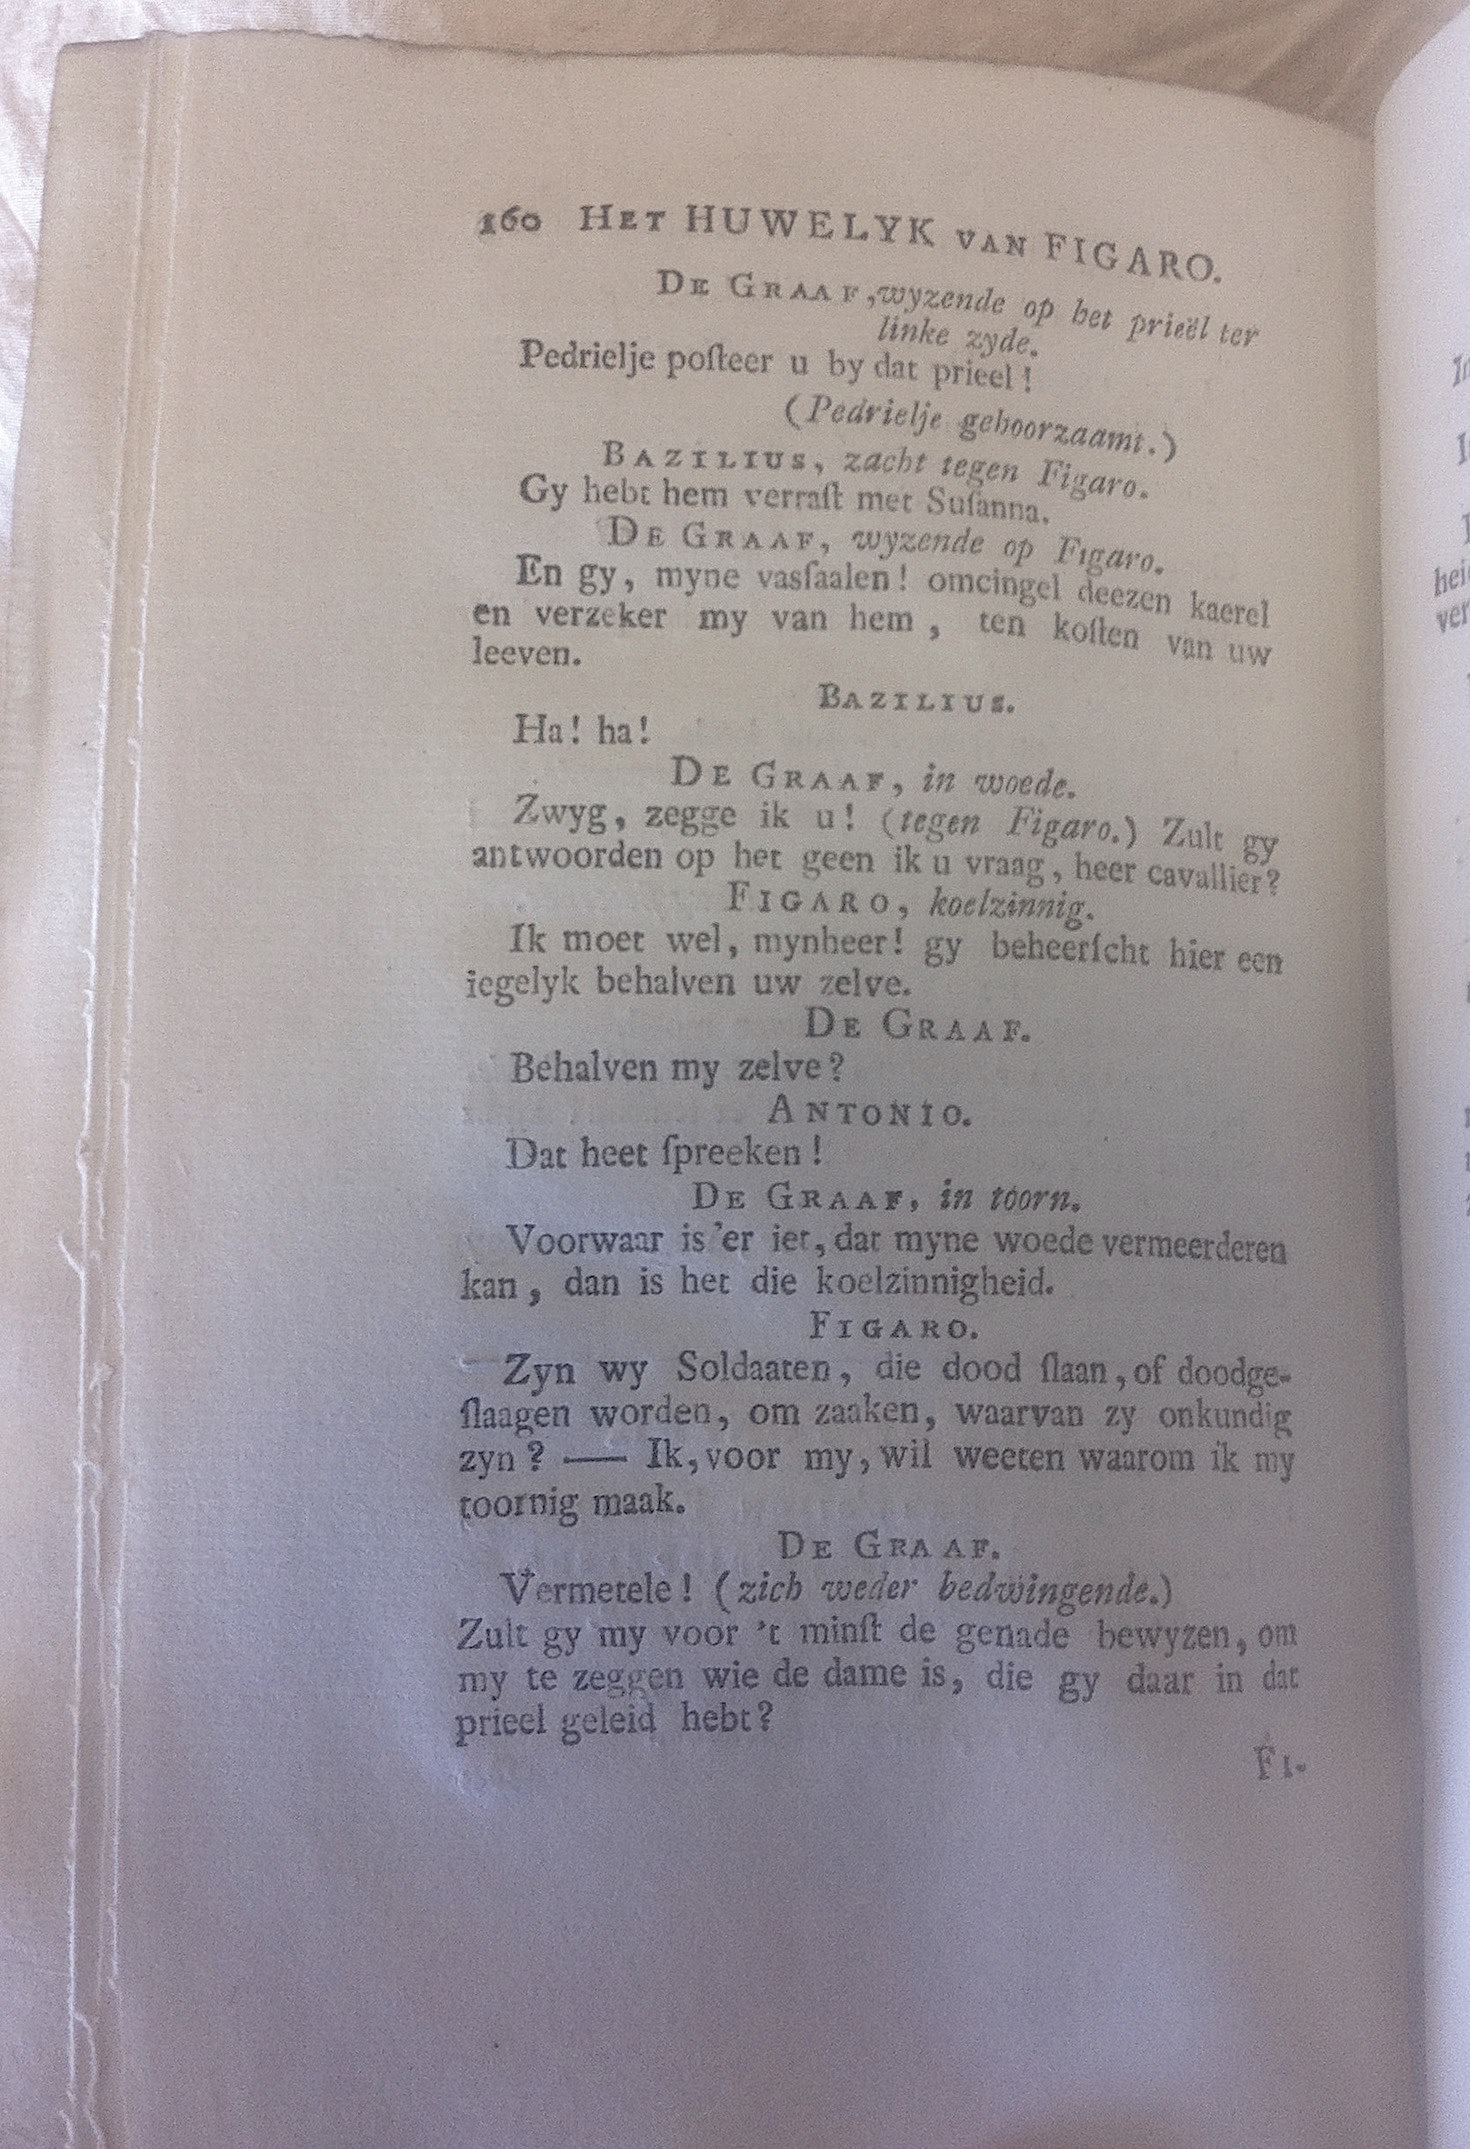 160 HET HUWELYK VAN FIGARO.
DE GRAAF, wyzende op het prieël ter
linke zyde.
Pedrielje poſteer u by dat prieel!
(Pedrielje gehoorzaamt.)
BAZILIUS, zacht tegen Figaro.
Gy hebt hem verraſt met Suſanna.
DE GRAAF, wyzende op Figaro.
En gy, myne vasſaalen! omcingel deezen kaerel
en verzeker my van hem, ten koſten van uw
leeven.
BAZILIUS.
Ha! ha!
DE GRAAF, in woede.
Zwyg, zegge ik u! (tegen Figaro.) Zult gy
antwoorden op het geen ik u vraag, heer cavallier?
FIGARO, koelzinnig.
Ik moet wel, mynheer! gy beheerſcht hier een
iegelyk behalven uw zelve.
DE GRAAF.
Behalven my zelve?
ANTONIO.
Dat heet ſpreeken!
DE GRAAF, in toorn.
Voorwaar is 'er iet, dat myne woede vermeerderen
kan, dan is het die koelzinnigheid.
FIGARO.
Zyn wy Soldaaten, die dood ſlaan, of doodge-
ſlaagen worden, om zaaken, waarvan zy onkundig
zyn? — Ik, voor my, wil weeten waarom ik my
toornig maak.
DE GRAAF.
Vermetele! (zich weder bedwingende.)
Zult gy my voor 't minſt de genade bewyzen, om
my te zeggen wie de dame is, die gy daar in dat
prieel geleid hebt?
FI-